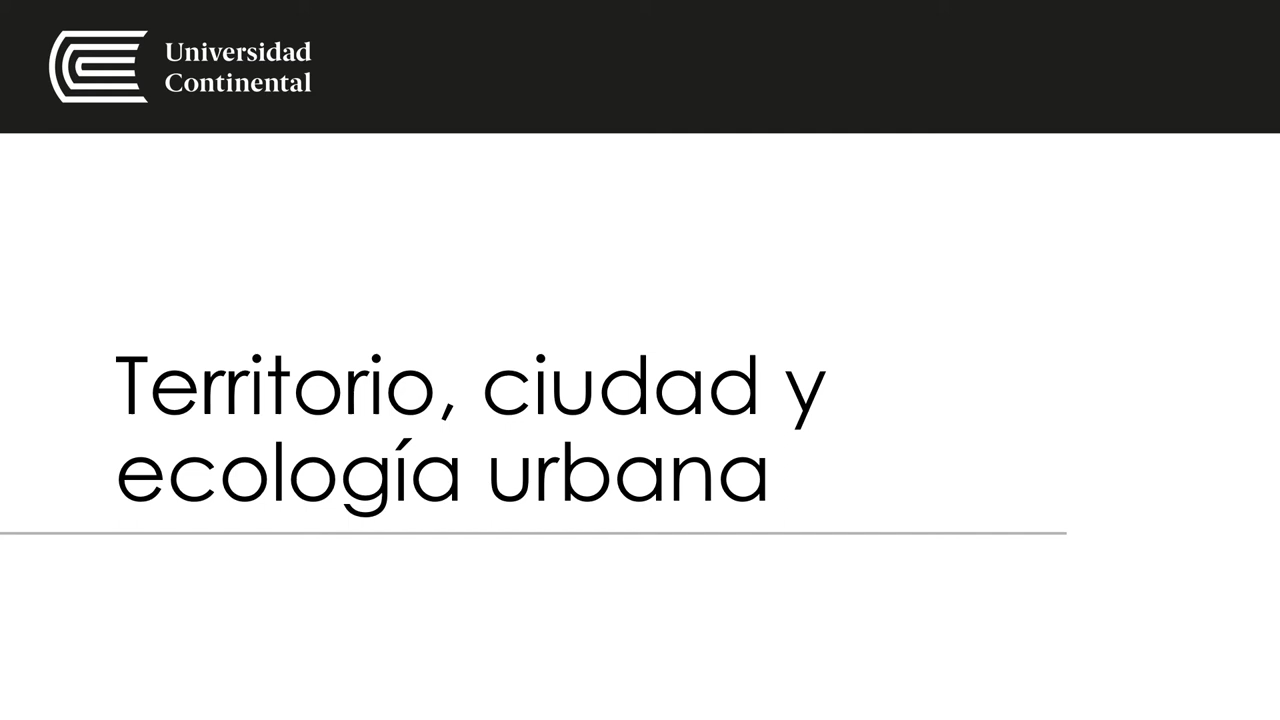 Universidad
Continental
Territorio, ciudad y
ecología urbana